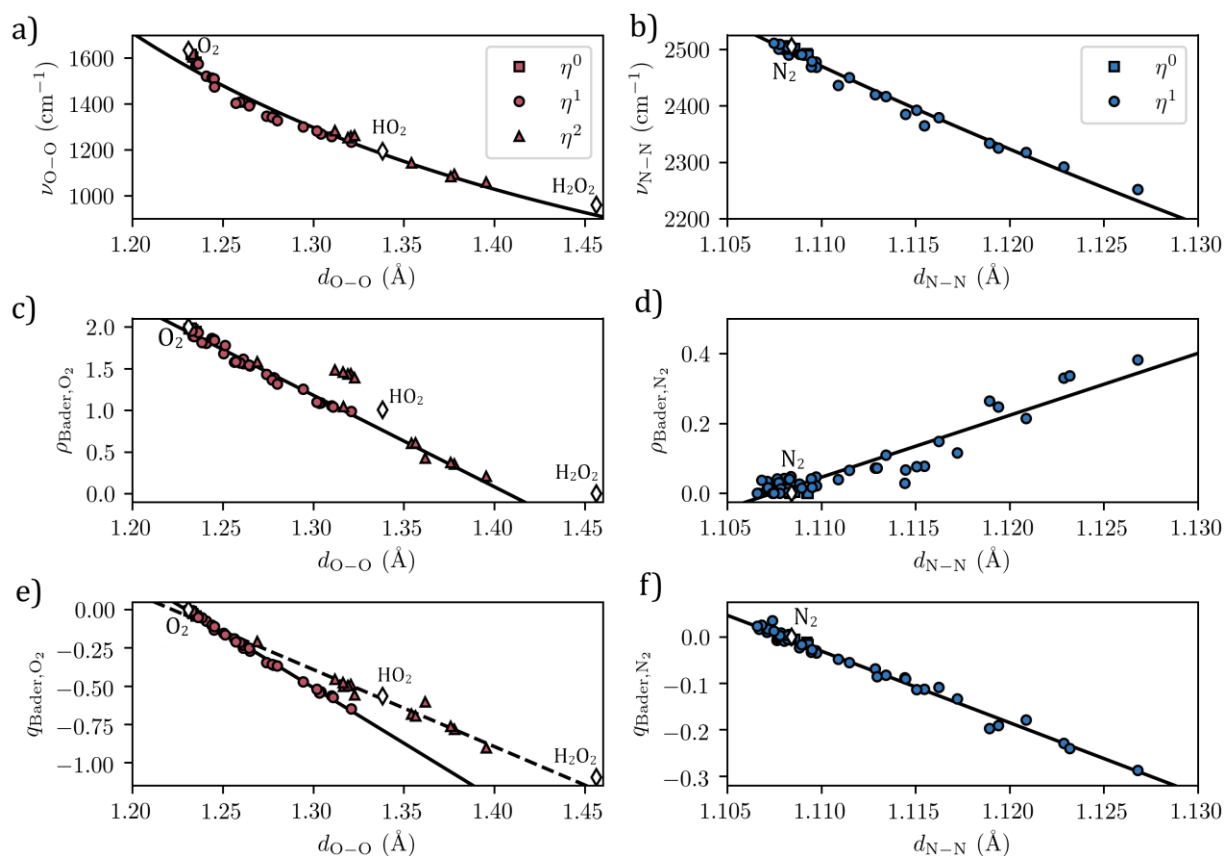 a)
1600
1400
1200
1000
ν_O−O (cm⁻¹)
O₂
HO₂
H₂O₂
η⁰
η¹
η²
1.20 1.25 1.30 1.35 1.40 1.45
d_O−O (Å)
b)
2500
2400
2300
2200
ν_N−N (cm⁻¹)
N₂
η⁰
η¹
1.105 1.110 1.115 1.120 1.125 1.130
d_N−N (Å)
c)
2.0
1.5
1.0
0.5
0.0
ρ_Bader,O₂
O₂
HO₂
H₂O₂
1.20 1.25 1.30 1.35 1.40 1.45
d_O−O (Å)
d)
0.4
0.2
0.0
ρ_Bader,N₂
N₂
1.105 1.110 1.115 1.120 1.125 1.130
d_N−N (Å)
e)
0.00
−0.25
−0.50
−0.75
−1.00
q_Bader,O₂
O₂
HO₂
H₂O₂
1.20 1.25 1.30 1.35 1.40 1.45
d_O−O (Å)
f)
0.0
−0.1
−0.2
−0.3
q_Bader,N₂
N₂
1.105 1.110 1.115 1.120 1.125 1.130
d_N−N (Å)